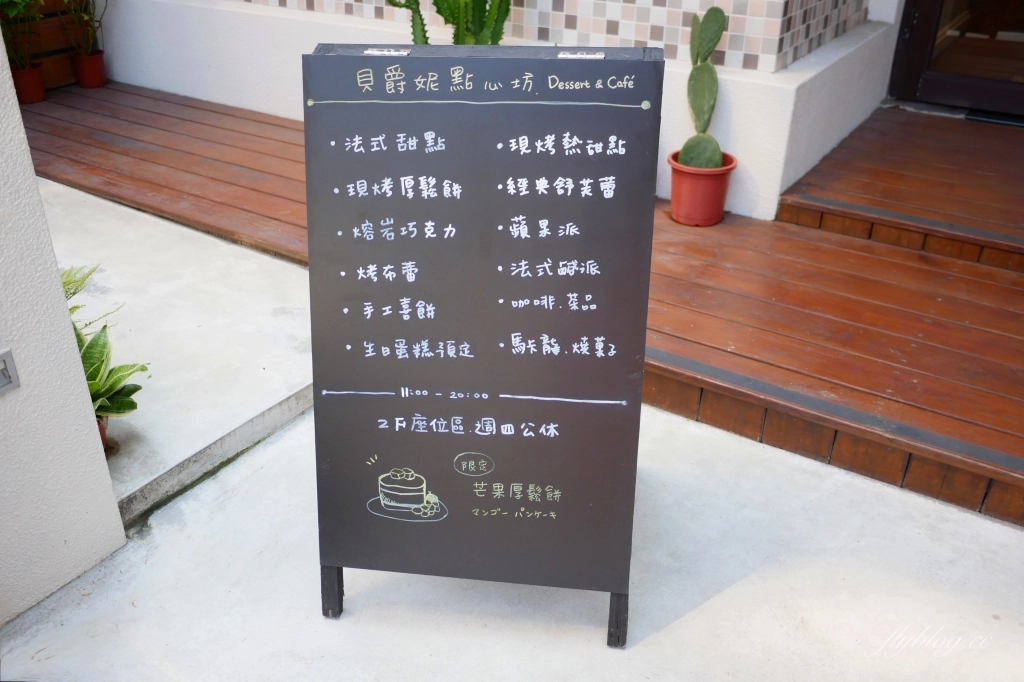 貝爵妮點心坊. Dessert & Café
・法式甜點
・現烤厚鬆餅
・熔岩巧克力
・烤布蕾
・手工喜餅
・生日蛋糕預定
・現烤熱甜點
・經典舒芙蕾
・蘋果派
・法式鹹派
・咖啡.茶品
・馬卡龍.燒菓子
11:00 - 20:00
2F座位區.週四公休
限定
芒果厚鬆餅
マンゴー パンケーキ
flyblog.cc